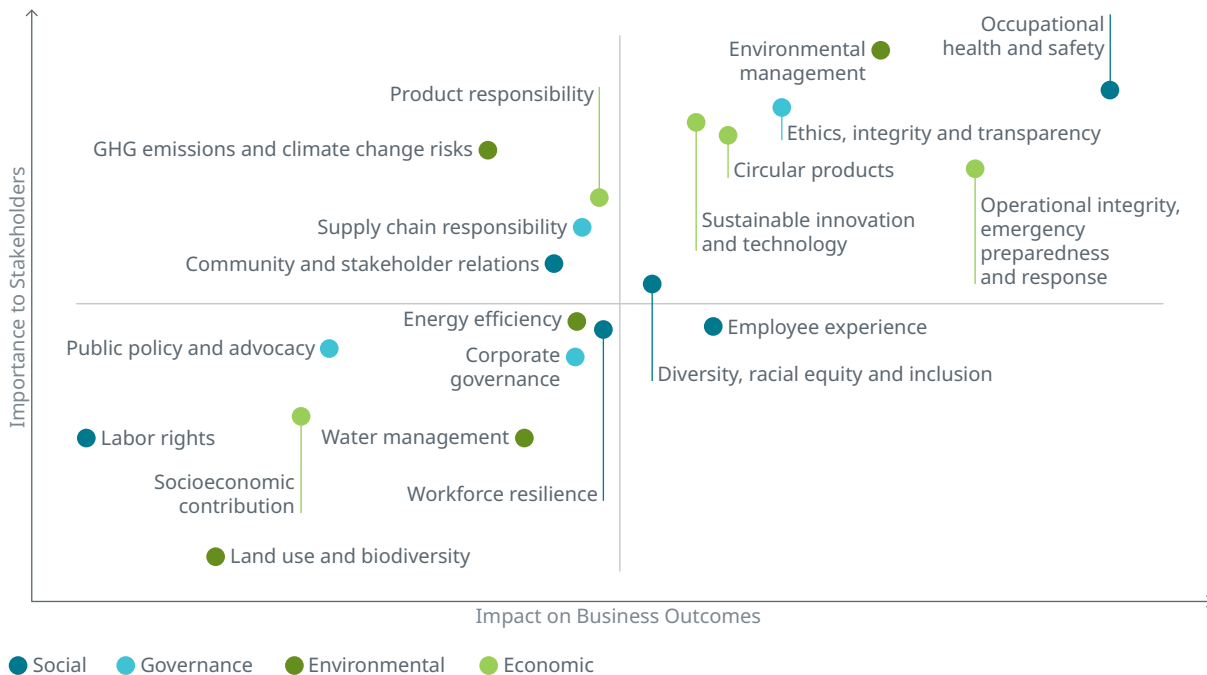 Occupational
health and safety
Environmental
management
Product responsibility
Ethics, integrity and transparency
GHG emissions and climate change risks
Circular products
Sustainable innovation
and technology
Operational integrity,
emergency
preparedness
and response
Supply chain responsibility
Community and stakeholder relations
Importance to Stakeholders
Energy efficiency
Employee experience
Public policy and advocacy
Corporate
governance
Diversity, racial equity and inclusion
Labor rights
Water management
Socioeconomic
contribution
Workforce resilience
Land use and biodiversity
Impact on Business Outcomes
Social
Governance
Environmental
Economic